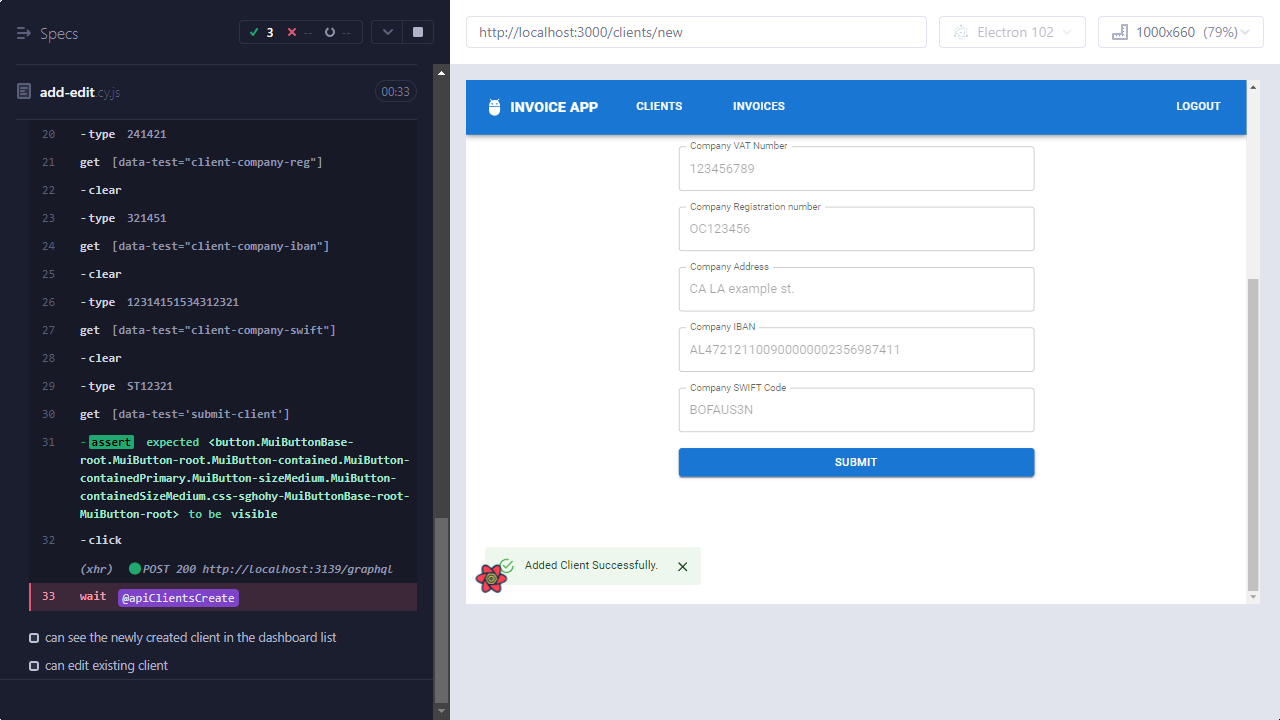 Specs
3
--
--
add-edit.cy.js
00:33
20 -type 241421
21 get [data-test="client-company-reg"]
22 -clear
23 -type 321451
24 get [data-test="client-company-iban"]
25 -clear
26 -type 12314151534312321
27 get [data-test="client-company-swift"]
28 -clear
29 -type ST12321
30 get [data-test='submit-client']
31 -assert expected <button.MuiButtonBase-
root.MuiButton-root.MuiButton-contained.MuiButton-
containedPrimary.MuiButton-sizeMedium.MuiButton-
containedSizeMedium.css-sghohy-MuiButtonBase-root-
MuiButton-root> to be visible
32 -click
(xhr) POST 200 http://localhost:3139/graphql
33 wait @apiClientsCreate
can see the newly created client in the dashboard list
can edit existing client
http://localhost:3000/clients/new
Electron 102
1000x660 (79%)
INVOICE APP
CLIENTS
INVOICES
LOGOUT
Company VAT Number
123456789
Company Registration number
OC123456
Company Address
CA LA example st.
Company IBAN
AL47212110090000000235698741​1
Company SWIFT Code
BOFAUS3N
SUBMIT
Added Client Successfully.